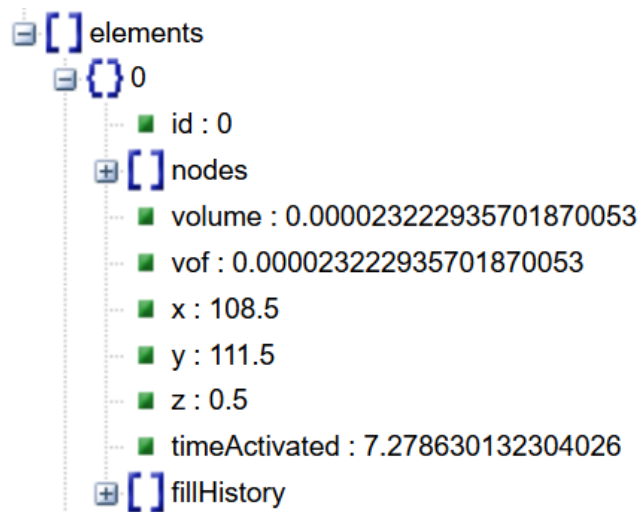 elements
0
id : 0
nodes
volume : 0.000023222935701870053
vof : 0.000023222935701870053
x : 108.5
y : 111.5
z : 0.5
timeActivated : 7.278630132304026
fillHistory